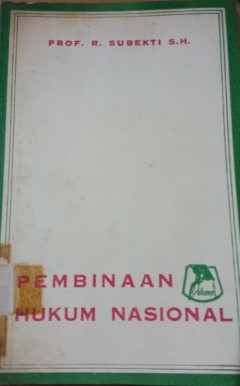 PROF. R. SUBEKTI S.H.
PEMBINAAN
HUKUM NASIONAL